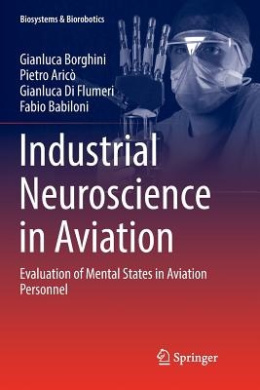 Biosystems & Biorobotics
Gianluca Borghini
Pietro Aricò
Gianluca Di Flumeri
Fabio Babiloni
Industrial
Neuroscience
in Aviation
Evaluation of Mental States in Aviation
Personnel
Springer